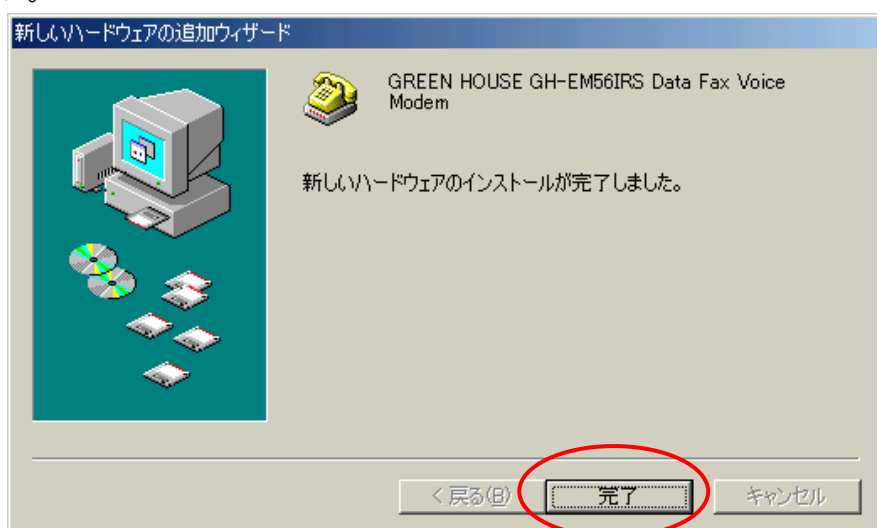 新しいハードウェアの追加ウィザード
GREEN HOUSE GH-EM56IRS Data Fax Voice
Modem
新しいハードウェアのインストールが完了しました。
< 戻る(B)
完了
キャンセル